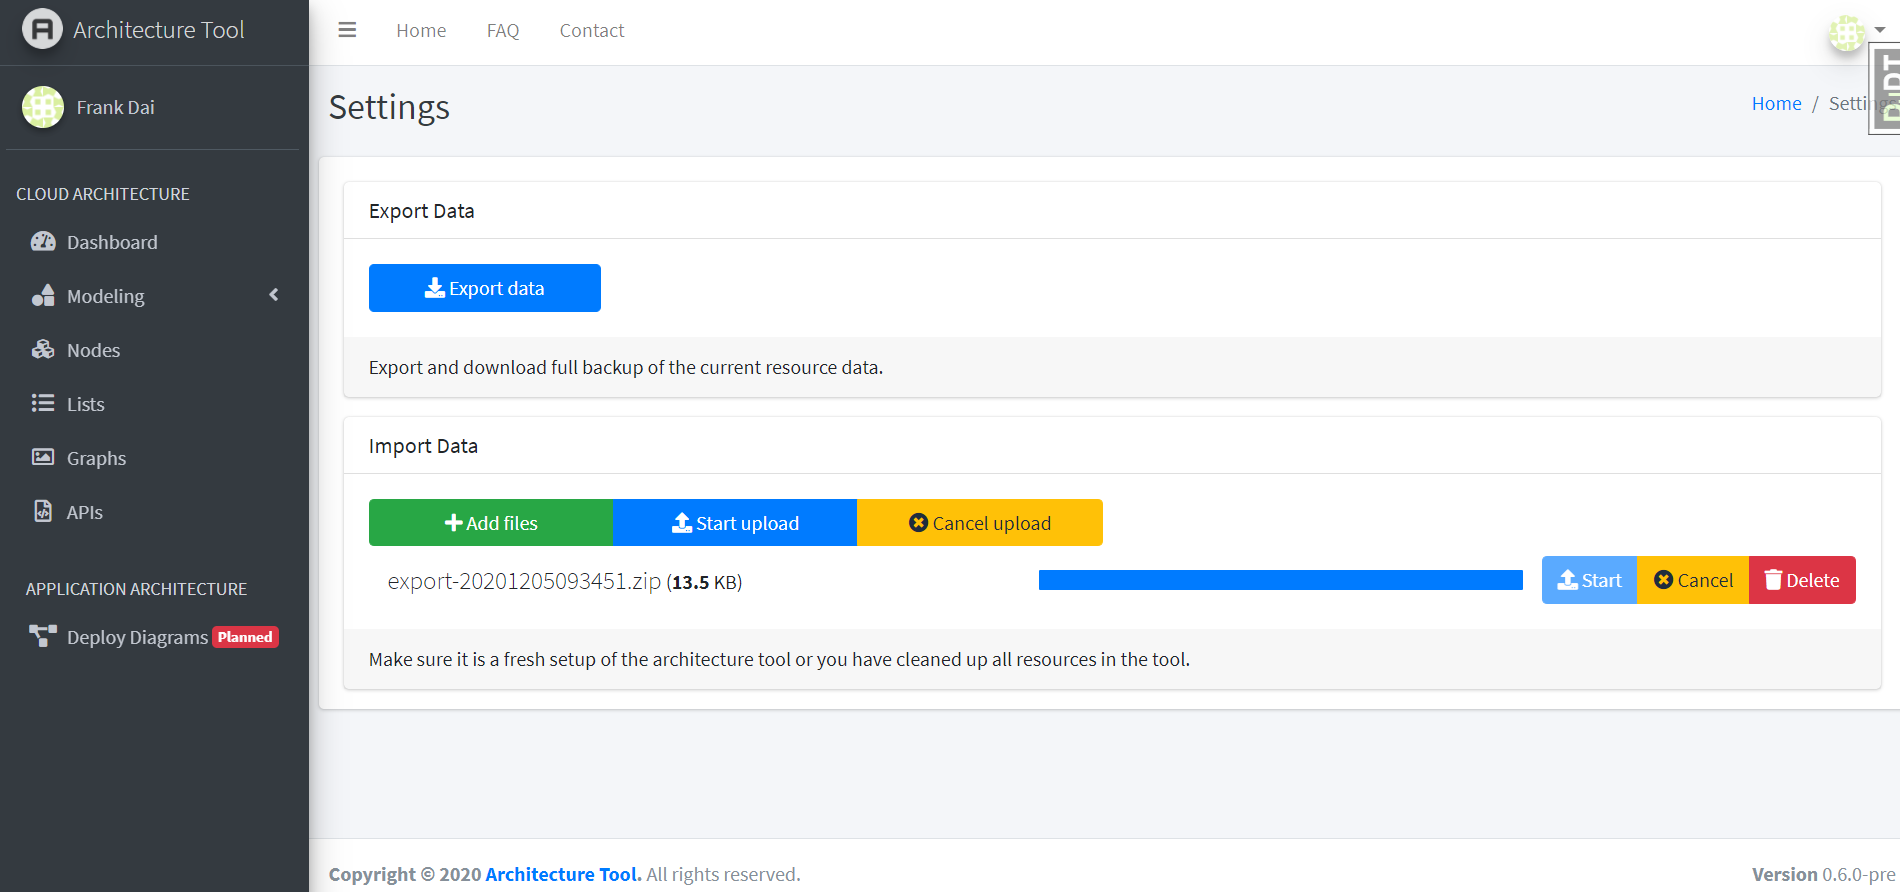 Architecture Tool
Home FAQ Contact
Frank Dai
Settings
Home / Settings
DjDT
CLOUD ARCHITECTURE
Dashboard
Modeling
Nodes
Lists
Graphs
APIs
APPLICATION ARCHITECTURE
Deploy Diagrams Planned
Export Data
Export data
Export and download full backup of the current resource data.
Import Data
Add files Start upload Cancel upload
export-20201205093451.zip (13.5 KB) Start Cancel Delete
Make sure it is a fresh setup of the architecture tool or you have cleaned up all resources in the tool.
Copyright © 2020 Architecture Tool. All rights reserved. Version 0.6.0-pre